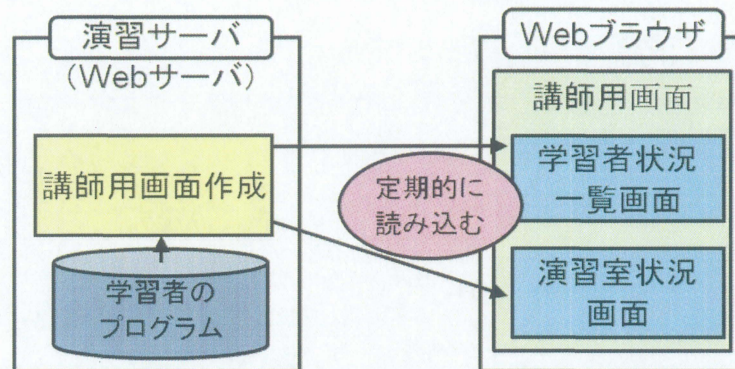 演習サーバ
(Webサーバ)
講師用画面作成
学習者の
プログラム
定期的に
読み込む
Webブラウザ
講師用画面
学習者状況
一覧画面
演習室状況
画面